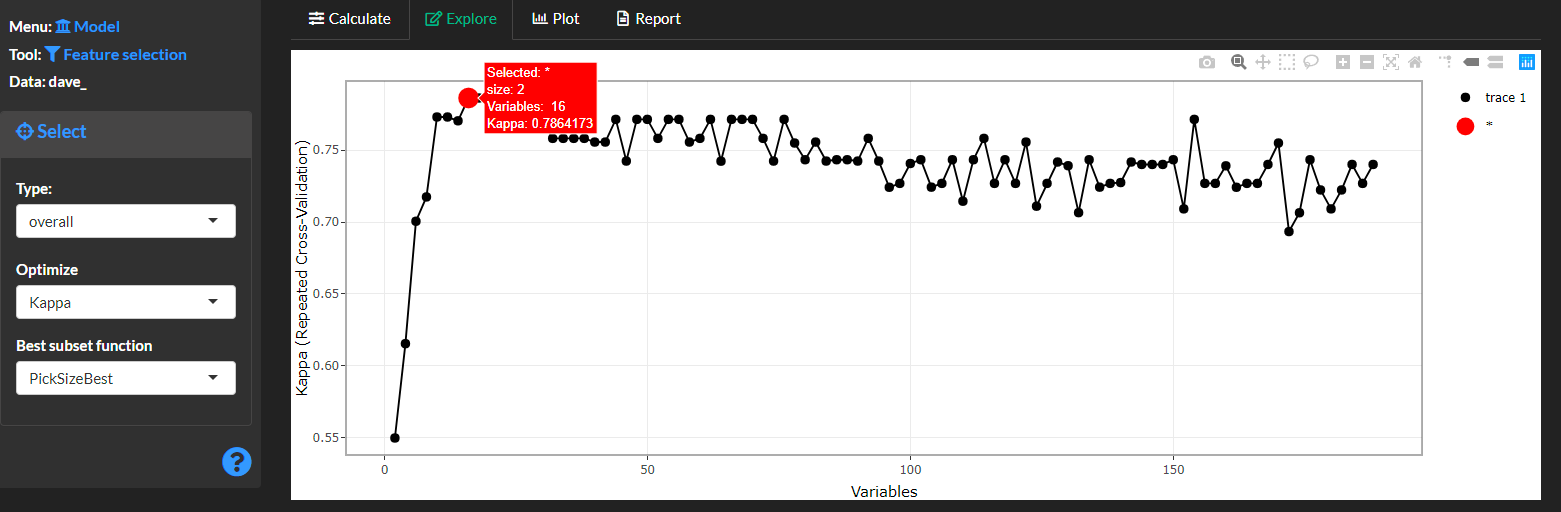 Menu: Model
Tool: Feature selection
Data: dave_
Select
Type:
overall
Optimize
Kappa
Best subset function
PickSizeBest
?
Calculate
Explore
Plot
Report
Selected: *
size: 2
Variables: 16
Kappa: 0.7864173
trace 1
*
Kappa (Repeated Cross-Validation)
0.75
0.70
0.65
0.60
0.55
0
50
100
150
Variables